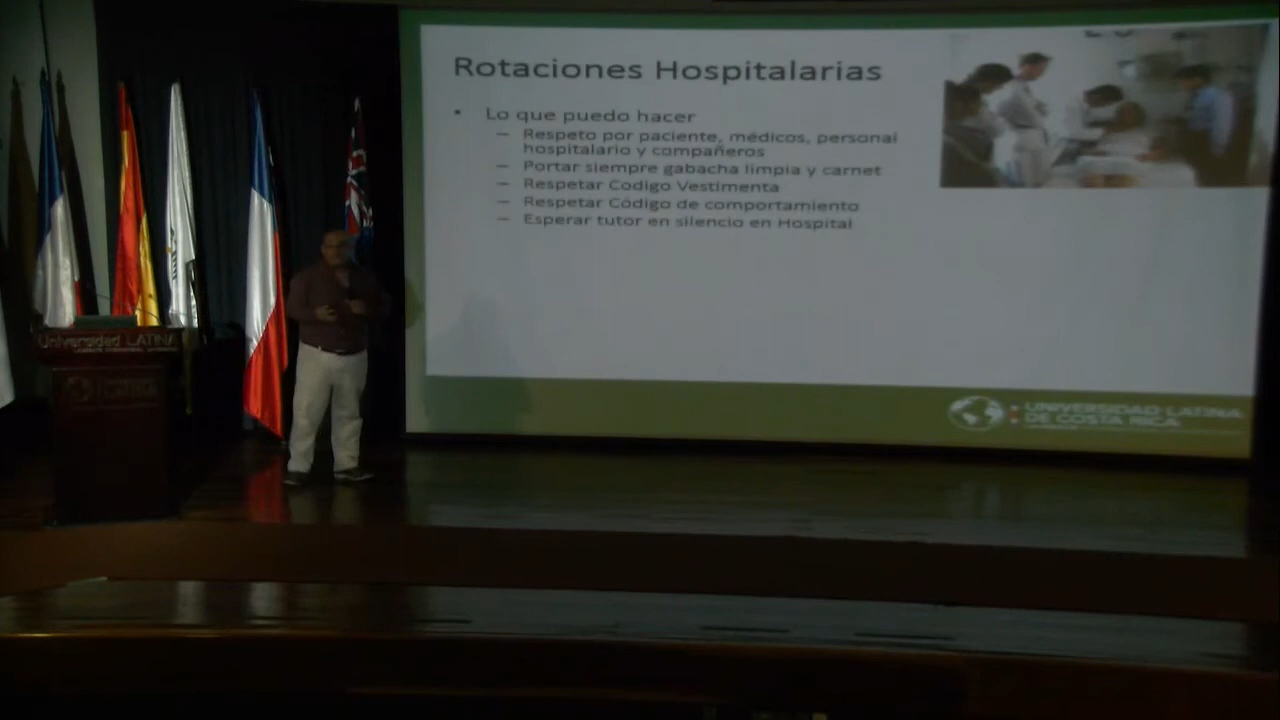 Rotaciones Hospitalarias
• Lo que puedo hacer
– Respeto por paciente, médicos, personal
hospitalario y compañeros
– Portar siempre gabacha limpia y carnet
– Respetar Codigo Vestimenta
– Respetar Código de comportamiento
– Esperar tutor en silencio en Hospital
UNIVERSIDAD LATINA
DE COSTA RICA
Universidad LATINA